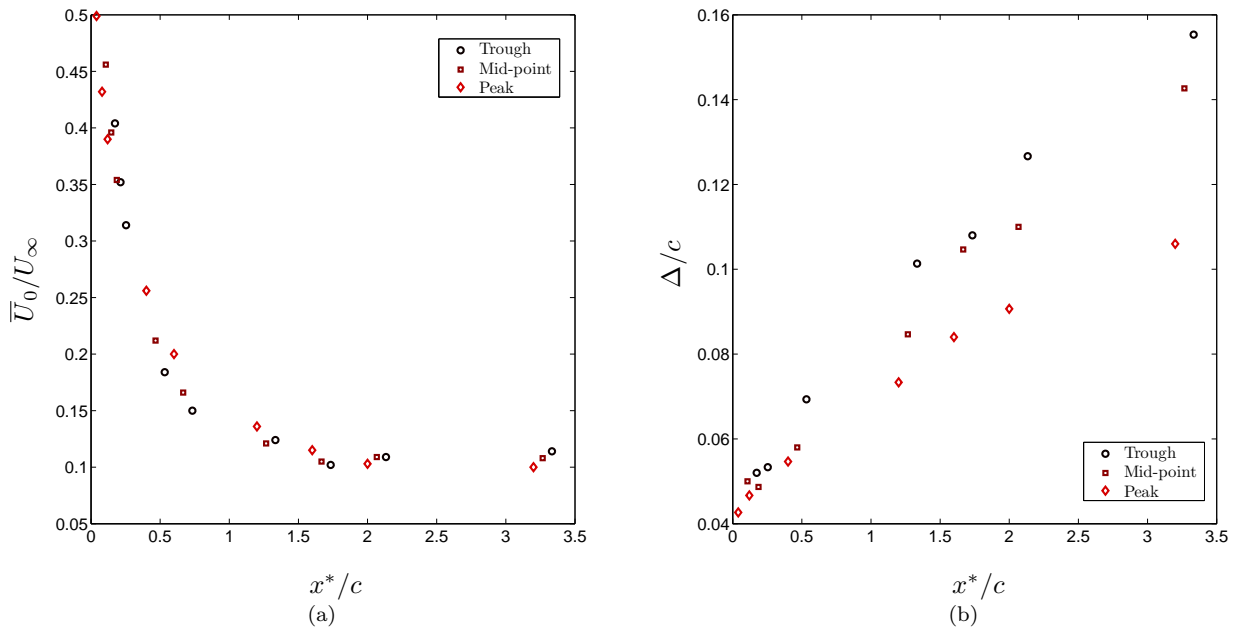 0.5
0.45
0.4
0.35
0.3
0.25
0.2
0.15
0.1
0.05
0 0.5 1 1.5 2 2.5 3 3.5
U̅₀/U∞
x*/c
Trough
Mid-point
Peak
(a)
0.16
0.14
0.12
0.1
0.08
0.06
0.04
0 0.5 1 1.5 2 2.5 3 3.5
Δ/c
x*/c
Trough
Mid-point
Peak
(b)